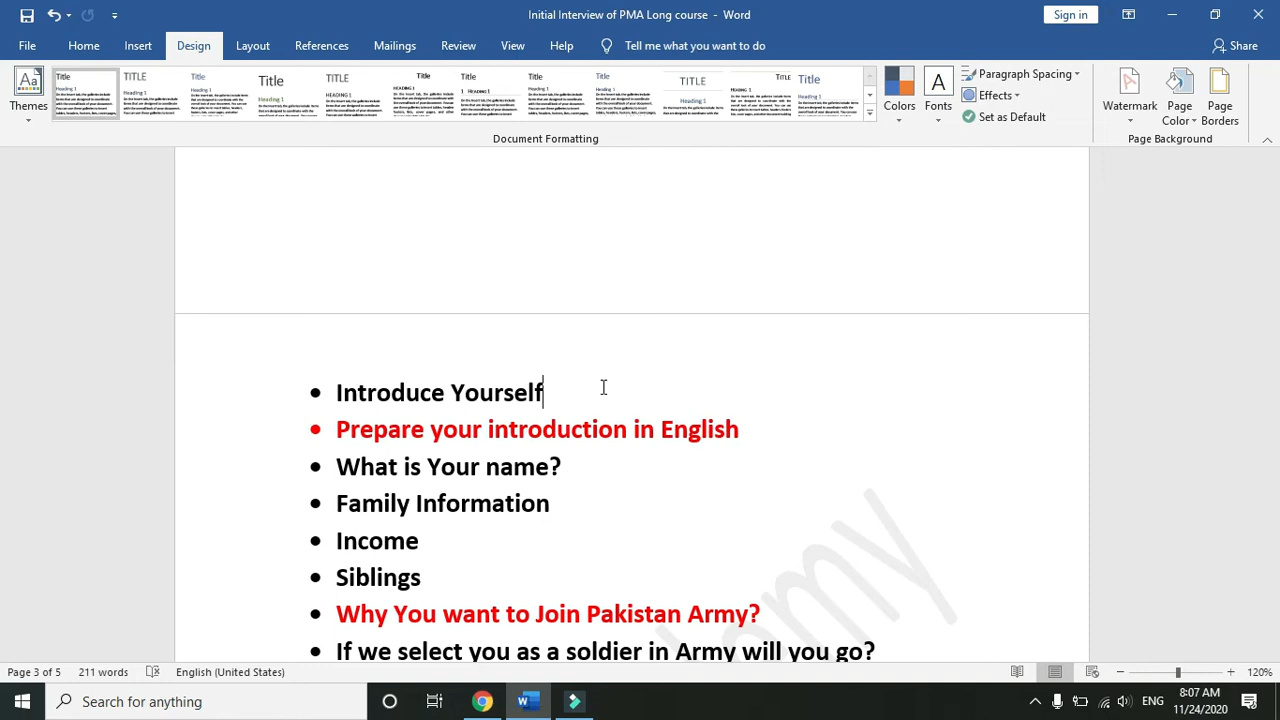 Initial Interview of PMA Long course - Word
Sign in
File Home Insert Design Layout References Mailings Review View Help Tell me what you want to do Share
Colors
Fonts
Paragraph Spacing
Effects
Set as Default
Watermark
Page Color
Page Borders
Document Formatting
Page Background
• Introduce Yourself
• Prepare your introduction in English
• What is Your name?
• Family Information
• Income
• Siblings
• Why You want to Join Pakistan Army?
• If we select you as a soldier in Army will you go?
Page 3 of 5 211 words English (United States) 120%
Search for anything
ENG
8:07 AM
11/24/2020